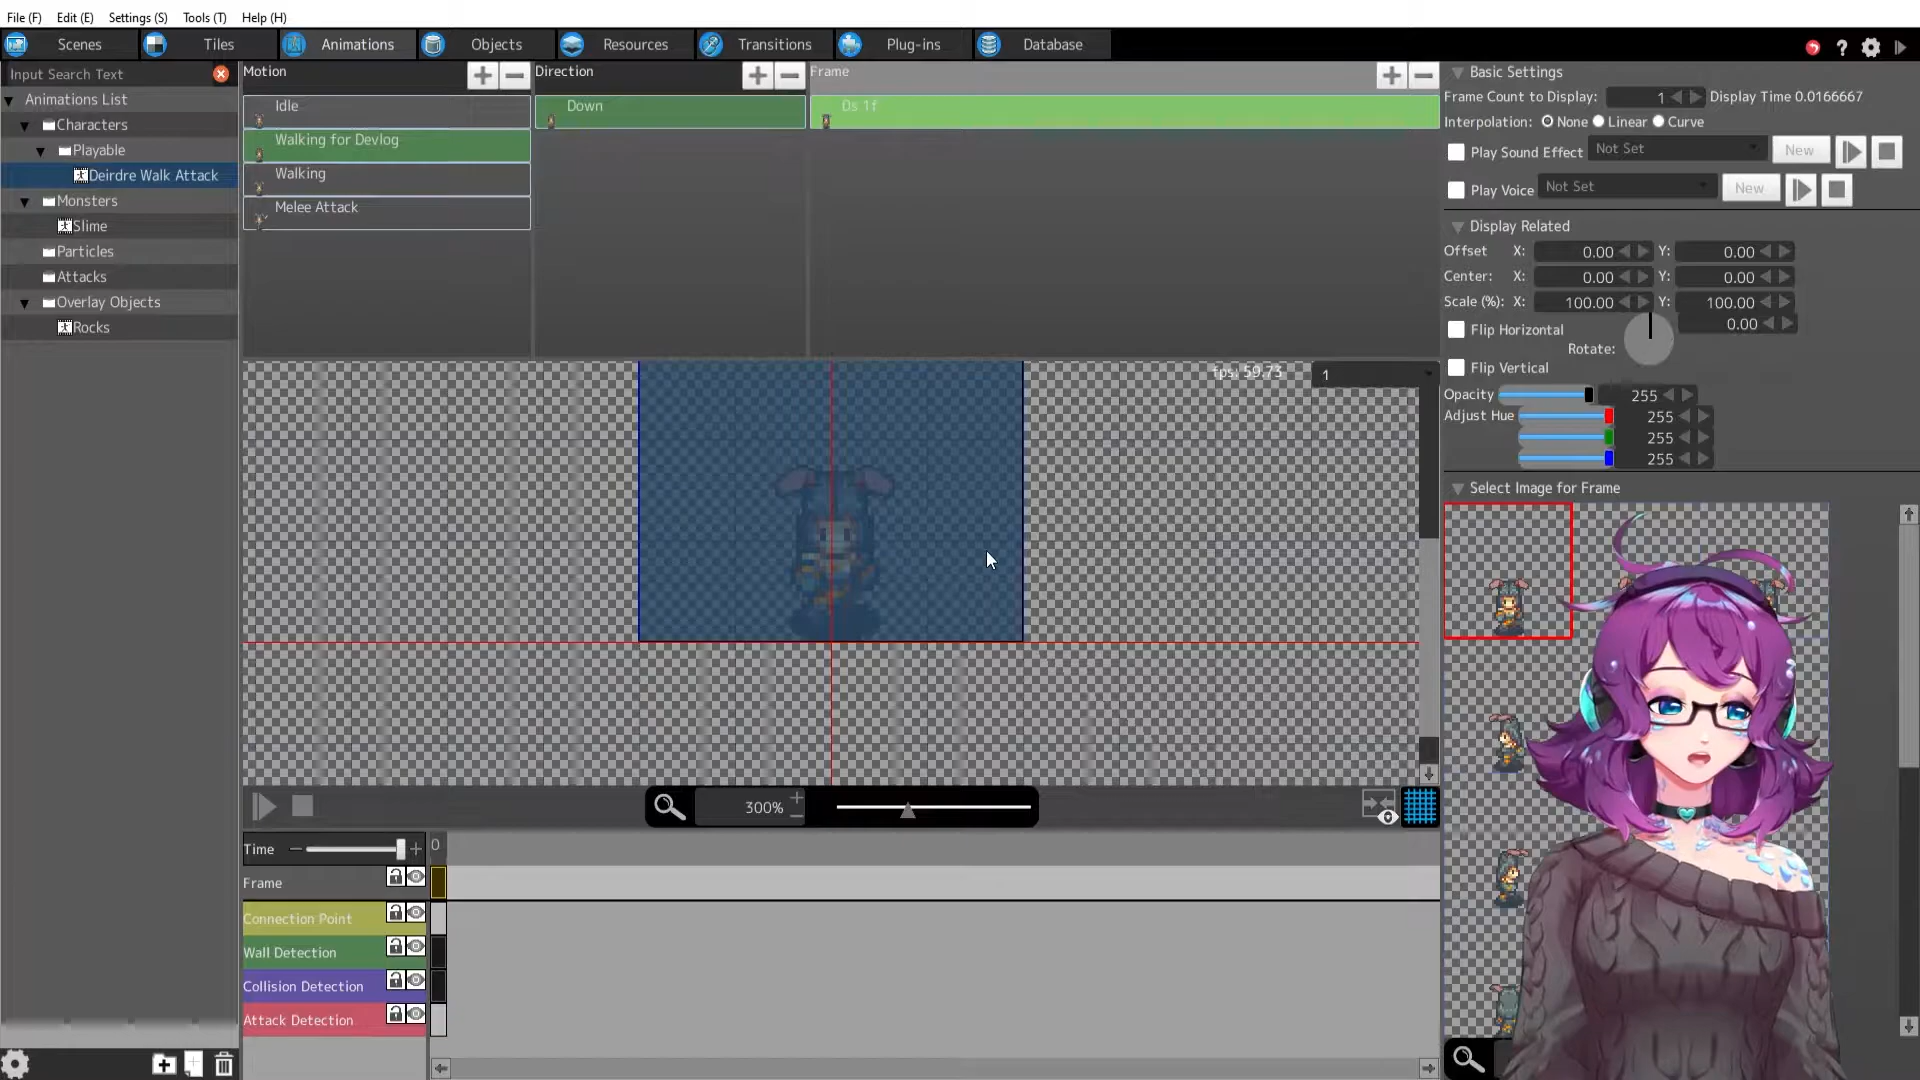 File (F) Edit (E) Settings (S) Tools (T) Help (H)
Scenes Tiles Animations Objects Resources Transitions Plug-ins Database
Input Search Text
Animations List
Characters
Playable
Deirdre Walk Attack
Monsters
Slime
Particles
Attacks
Overlay Objects
Rocks
Motion
Idle
Walking for Devlog
Walking
Melee Attack
Direction
Down
Frame
0s 1f
fps: 59.73
1
300%
Time
0
Frame
Connection Point
Wall Detection
Collision Detection
Attack Detection
Basic Settings
Frame Count to Display: 1 Display Time 0.0166667
Interpolation: None Linear Curve
Play Sound Effect Not Set New
Play Voice Not Set New
Display Related
Offset X: 0.00 Y: 0.00
Center: X: 0.00 Y: 0.00
Scale (%): X: 100.00 Y: 100.00
Flip Horizontal 0.00
Rotate:
Flip Vertical
Opacity 255
Adjust Hue 255
255
255
Select Image for Frame